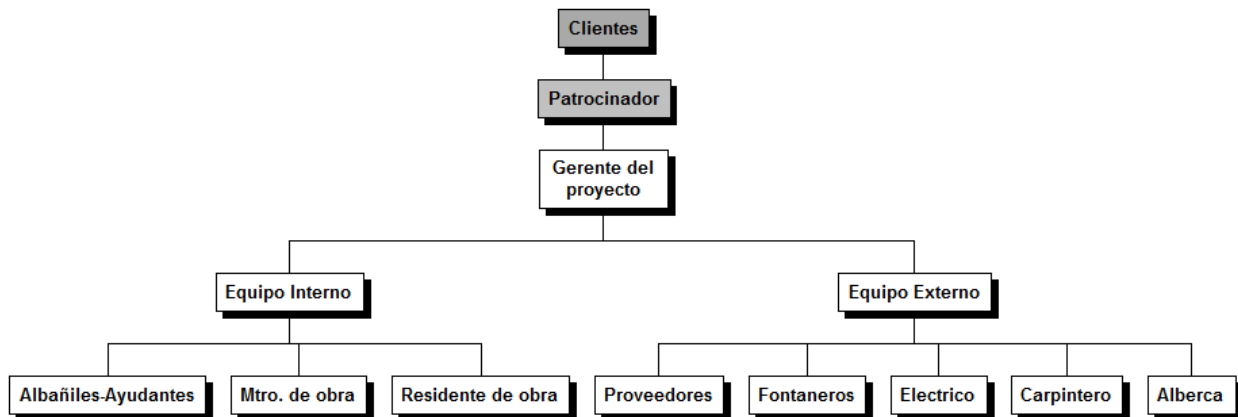 Clientes
Patrocinador
Gerente del
proyecto
Equipo Interno
Equipo Externo
Albañiles-Ayudantes
Mtro. de obra
Residente de obra
Proveedores
Fontaneros
Electrico
Carpintero
Alberca